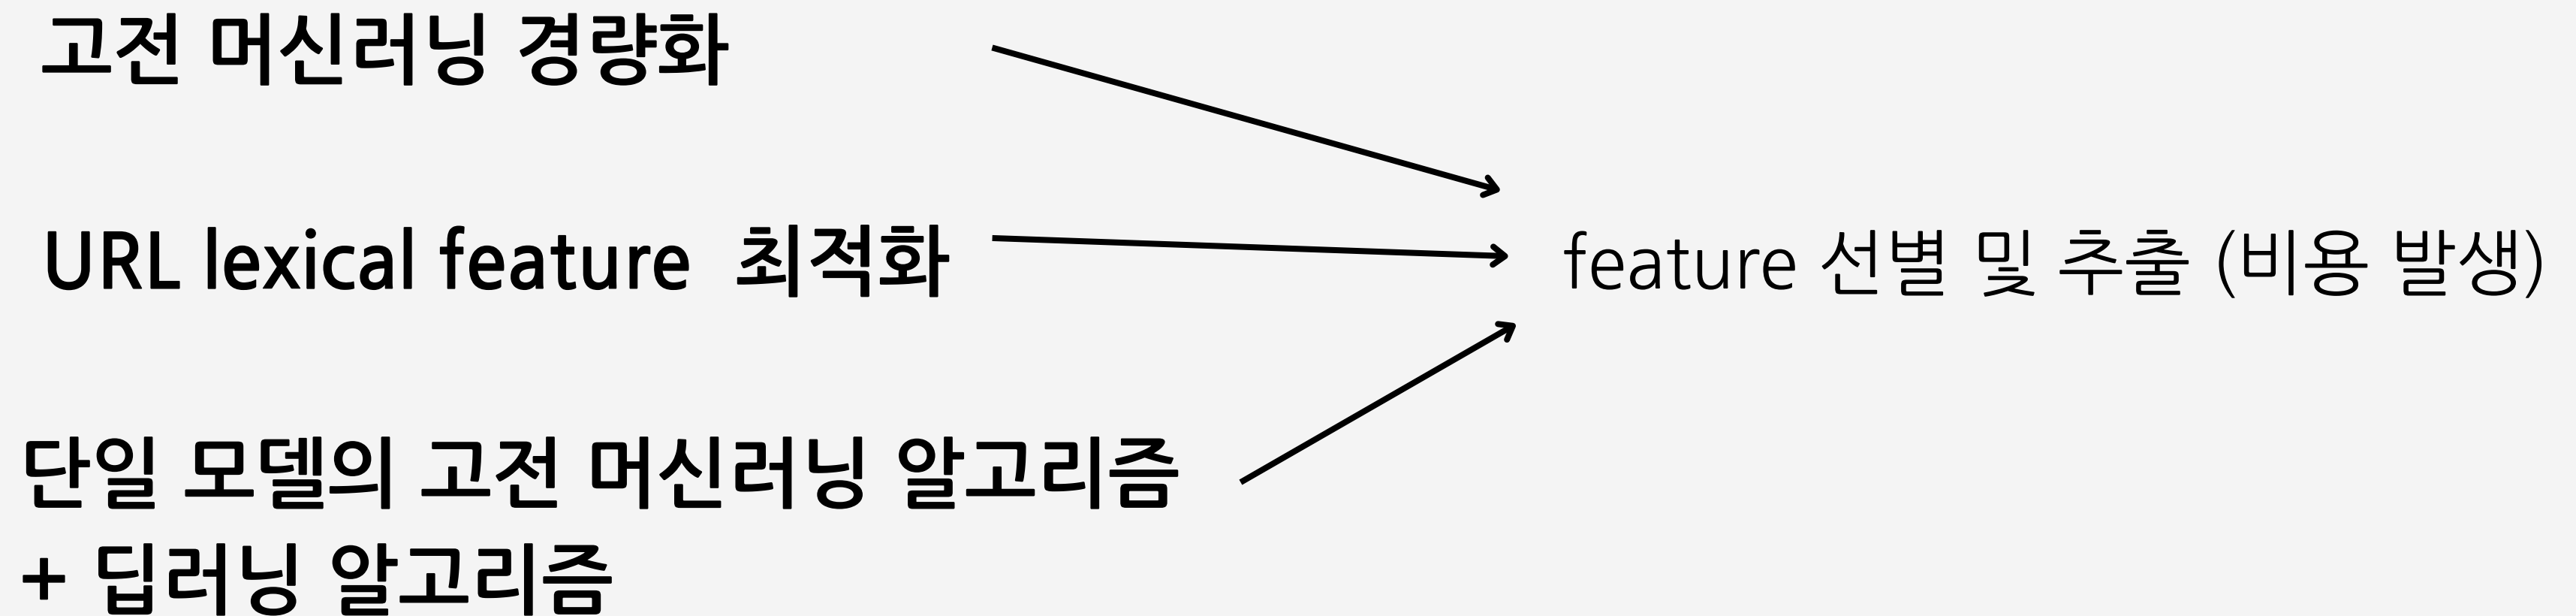 고전 머신러닝 경량화
URL lexical feature 최적화
feature 선별 및 추출 (비용 발생)
단일 모델의 고전 머신러닝 알고리즘
+ 딥러닝 알고리즘